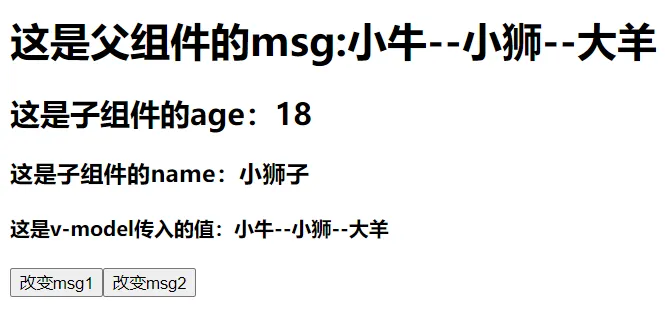 这是父组件的msg:小牛--小狮--大羊
这是子组件的age：18
这是子组件的name：小狮子
这是v-model传入的值：小牛--小狮--大羊
改变msg1 改变msg2